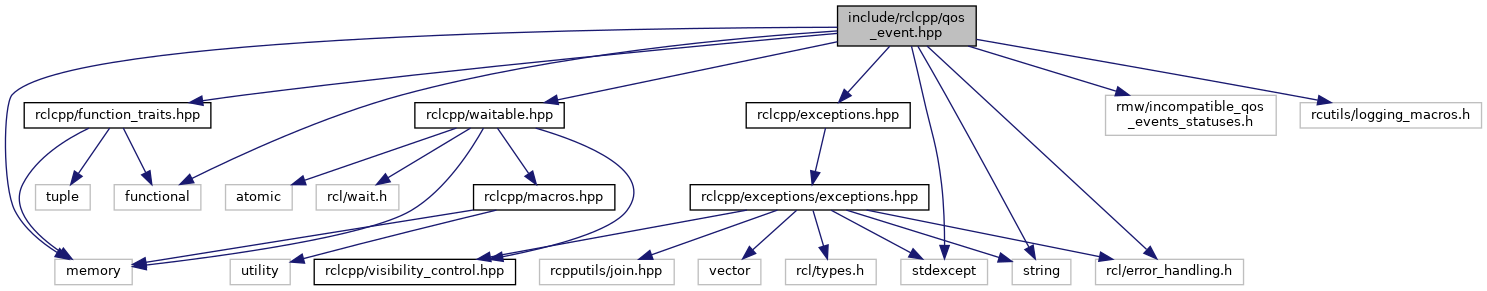 include/rclcpp/qos
_event.hpp
rclcpp/function_traits.hpp
rclcpp/waitable.hpp
rclcpp/exceptions.hpp
rmw/incompatible_qos
_events_statuses.h
rcutils/logging_macros.h
tuple
functional
atomic
rcl/wait.h
rclcpp/macros.hpp
rclcpp/exceptions/exceptions.hpp
memory
utility
rclcpp/visibility_control.hpp
rcpputils/join.hpp
vector
rcl/types.h
stdexcept
string
rcl/error_handling.h